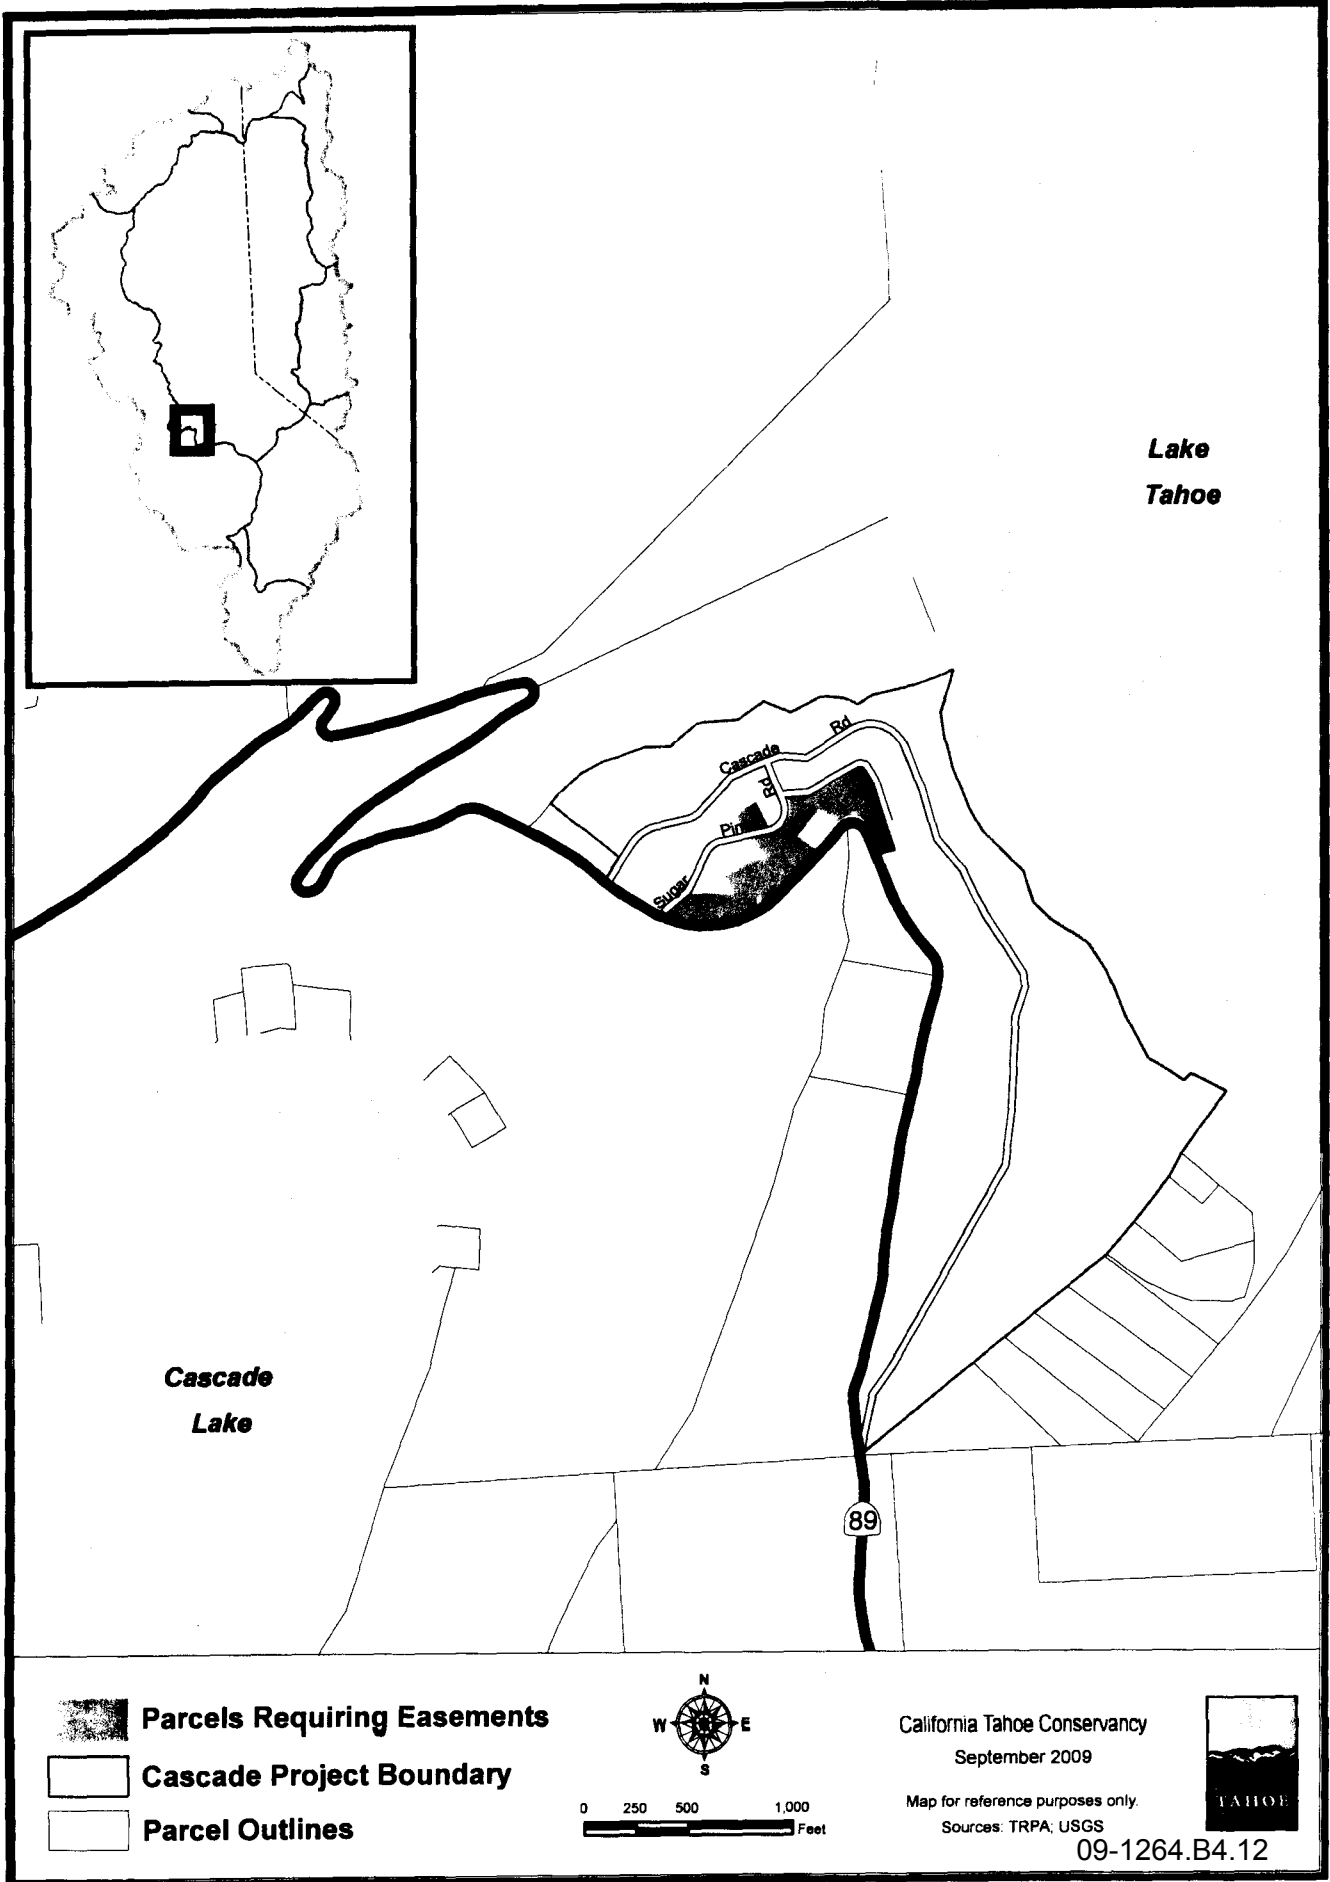 Lake
Tahoe
Rd
Cascade
Rd
Pin
Sugar
Cascade
Lake
89
Parcels Requiring Easements
Cascade Project Boundary
Parcel Outlines
N
W
E
S
0 250 500 1,000
Feet
California Tahoe Conservancy
September 2009
Map for reference purposes only.
Sources: TRPA; USGS
TAHOE
09-1264.B4.12